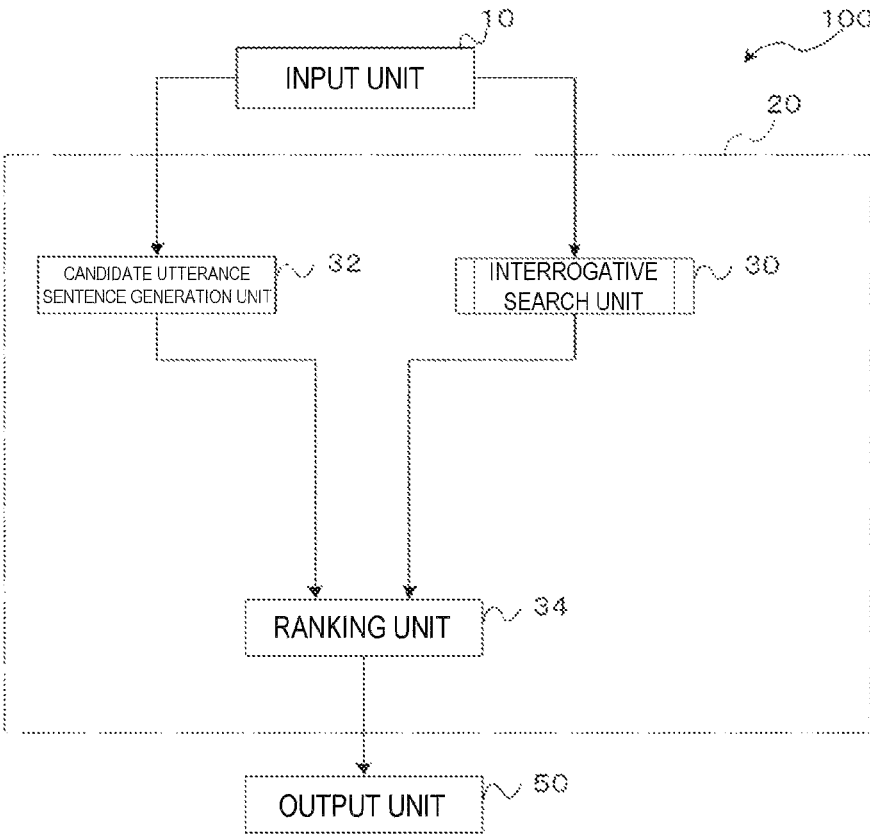 10
100
INPUT UNIT
20
CANDIDATE UTTERANCE
SENTENCE GENERATION UNIT
32
INTERROGATIVE
SEARCH UNIT
30
RANKING UNIT
34
OUTPUT UNIT
50